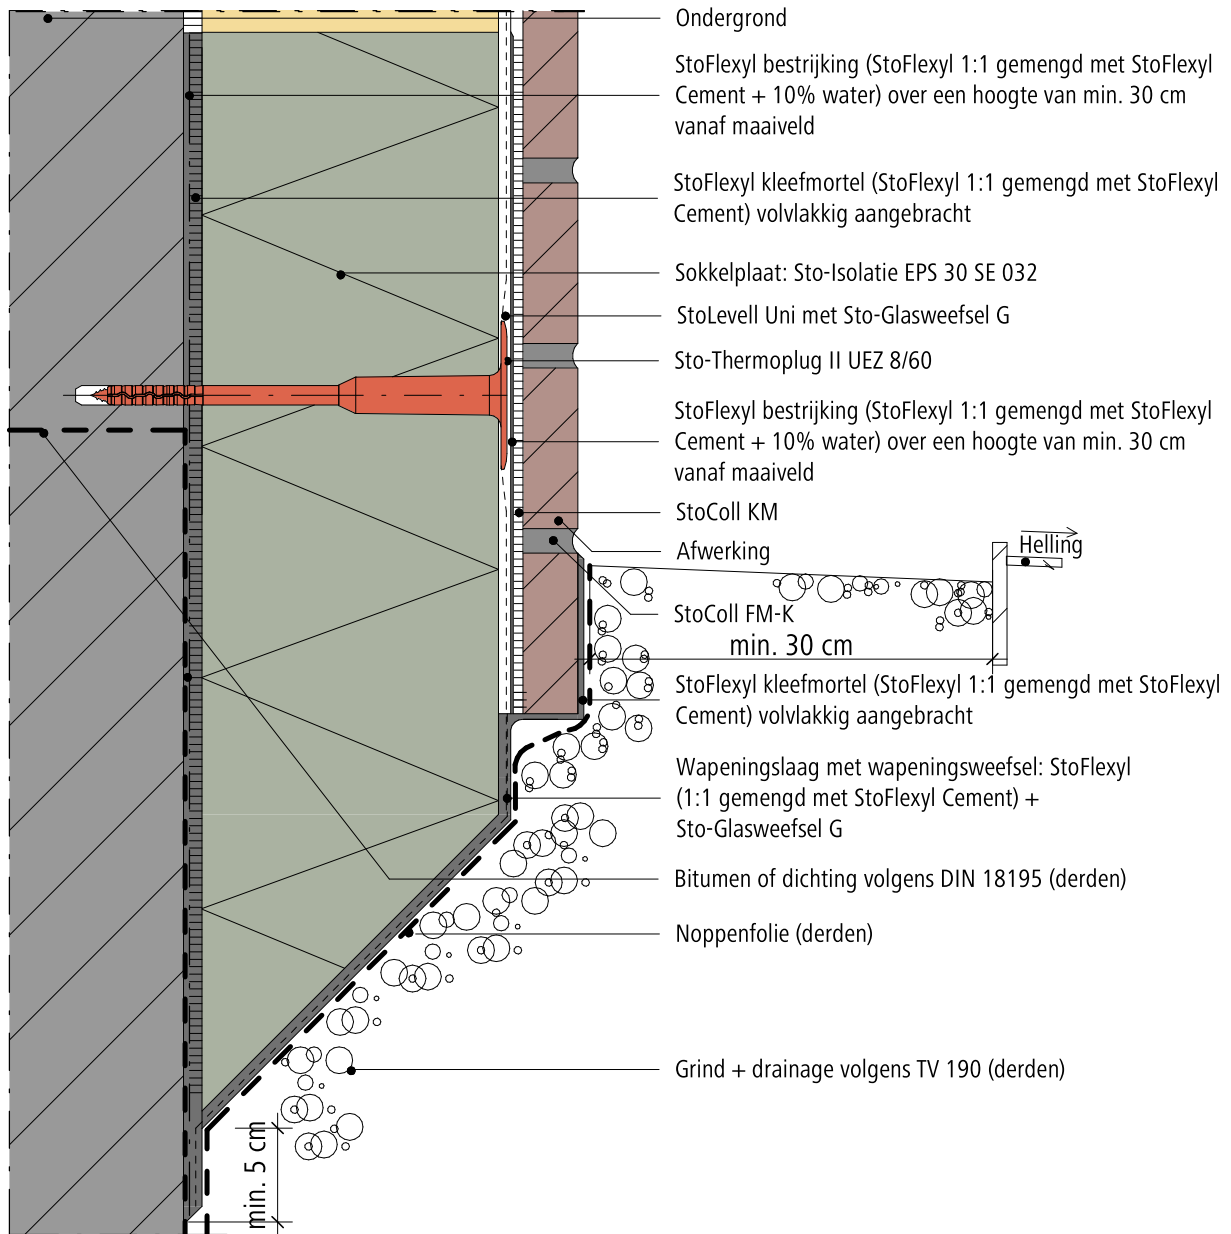 Ondergrond
StoFlexyl bestrijking (StoFlexyl 1:1 gemengd met StoFlexyl
Cement + 10% water) over een hoogte van min. 30 cm
vanaf maaiveld
StoFlexyl kleefmortel (StoFlexyl 1:1 gemengd met StoFlexyl
Cement) volvlakkig aangebracht
Sokkelplaat: Sto-Isolatie EPS 30 SE 032
StoLevell Uni met Sto-Glasweefsel G
Sto-Thermoplug II UEZ 8/60
StoFlexyl bestrijking (StoFlexyl 1:1 gemengd met StoFlexyl
Cement + 10% water) over een hoogte van min. 30 cm
vanaf maaiveld
StoColl KM
Afwerking
Helling
StoColl FM-K
min. 30 cm
StoFlexyl kleefmortel (StoFlexyl 1:1 gemengd met StoFlexyl
Cement) volvlakkig aangebracht
Wapeningslaag met wapeningsweefsel: StoFlexyl
(1:1 gemengd met StoFlexyl Cement) +
Sto-Glasweefsel G
Bitumen of dichting volgens DIN 18195 (derden)
Noppenfolie (derden)
Grind + drainage volgens TV 190 (derden)
min. 5 cm